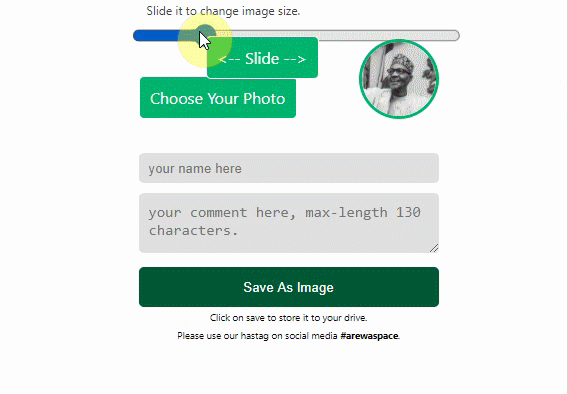 Slide it to change image size.
<-- Slide -->
Choose Your Photo
your name here
your comment here, max-length 130
characters.
Save As Image
Click on save to store it to your drive.
Please use our hastag on social media #arewaspace.